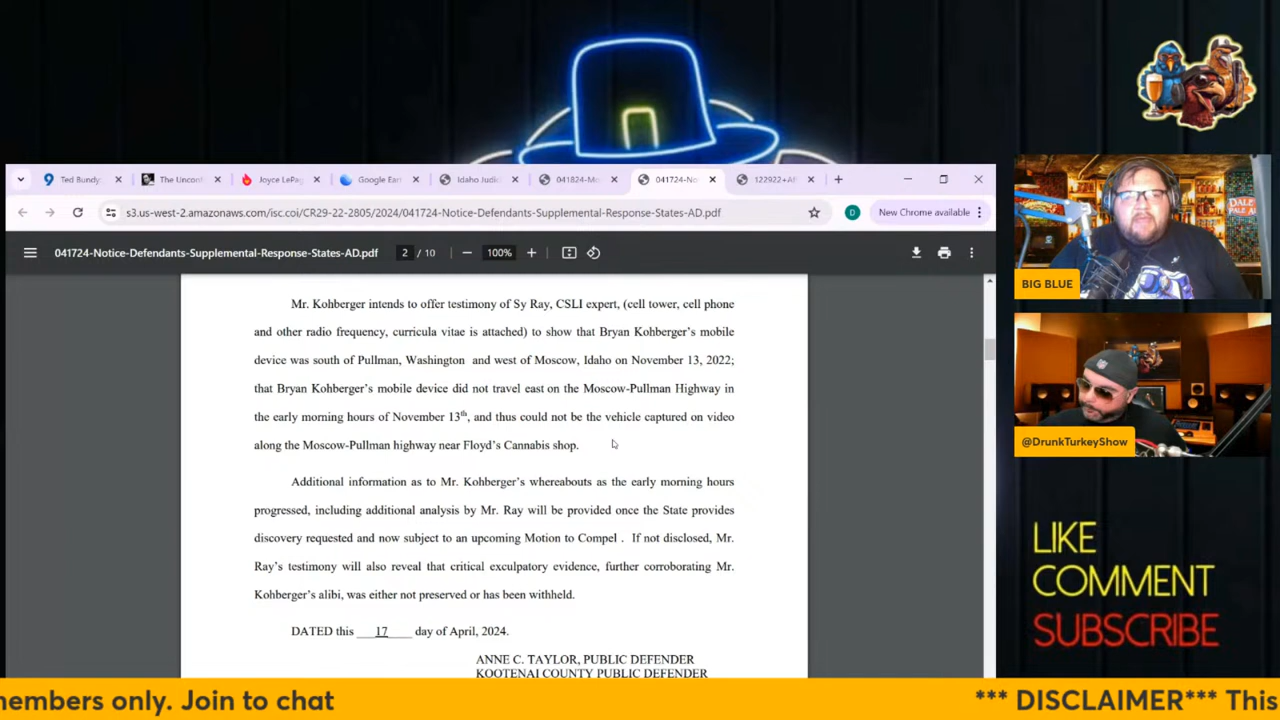 Ted Bundy:
The Uncon
Joyce LePag
Google Ear
Idaho Judi
041824-Mo
041724-No
122922+Af
s3.us-west-2.amazonaws.com/isc.coi/CR29-22-2805/2024/041724-Notice-Defendants-Supplemental-Response-States-AD.pdf
D
New Chrome available
041724-Notice-Defendants-Supplemental-Response-States-AD.pdf
2 / 10
100%
Mr. Kohberger intends to offer testimony of Sy Ray, CSLI expert, (cell tower, cell phone
and other radio frequency, curricula vitae is attached) to show that Bryan Kohberger's mobile
device was south of Pullman, Washington and west of Moscow, Idaho on November 13, 2022;
that Bryan Kohberger's mobile device did not travel east on the Moscow-Pullman Highway in
the early morning hours of November 13th, and thus could not be the vehicle captured on video
along the Moscow-Pullman highway near Floyd's Cannabis shop.
Additional information as to Mr. Kohberger's whereabouts as the early morning hours
progressed, including additional analysis by Mr. Ray will be provided once the State provides
discovery requested and now subject to an upcoming Motion to Compel . If not disclosed, Mr.
Ray's testimony will also reveal that critical exculpatory evidence, further corroborating Mr.
Kohberger's alibi, was either not preserved or has been withheld.
DATED this ___17___ day of April, 2024.
ANNE C. TAYLOR, PUBLIC DEFENDER
KOOTENAI COUNTY PUBLIC DEFENDER
DALE'S
PALE ALE
BIG BLUE
@DrunkTurkeyShow
LIKE
COMMENT
SUBSCRIBE
members only. Join to chat
*** DISCLAIMER*** This